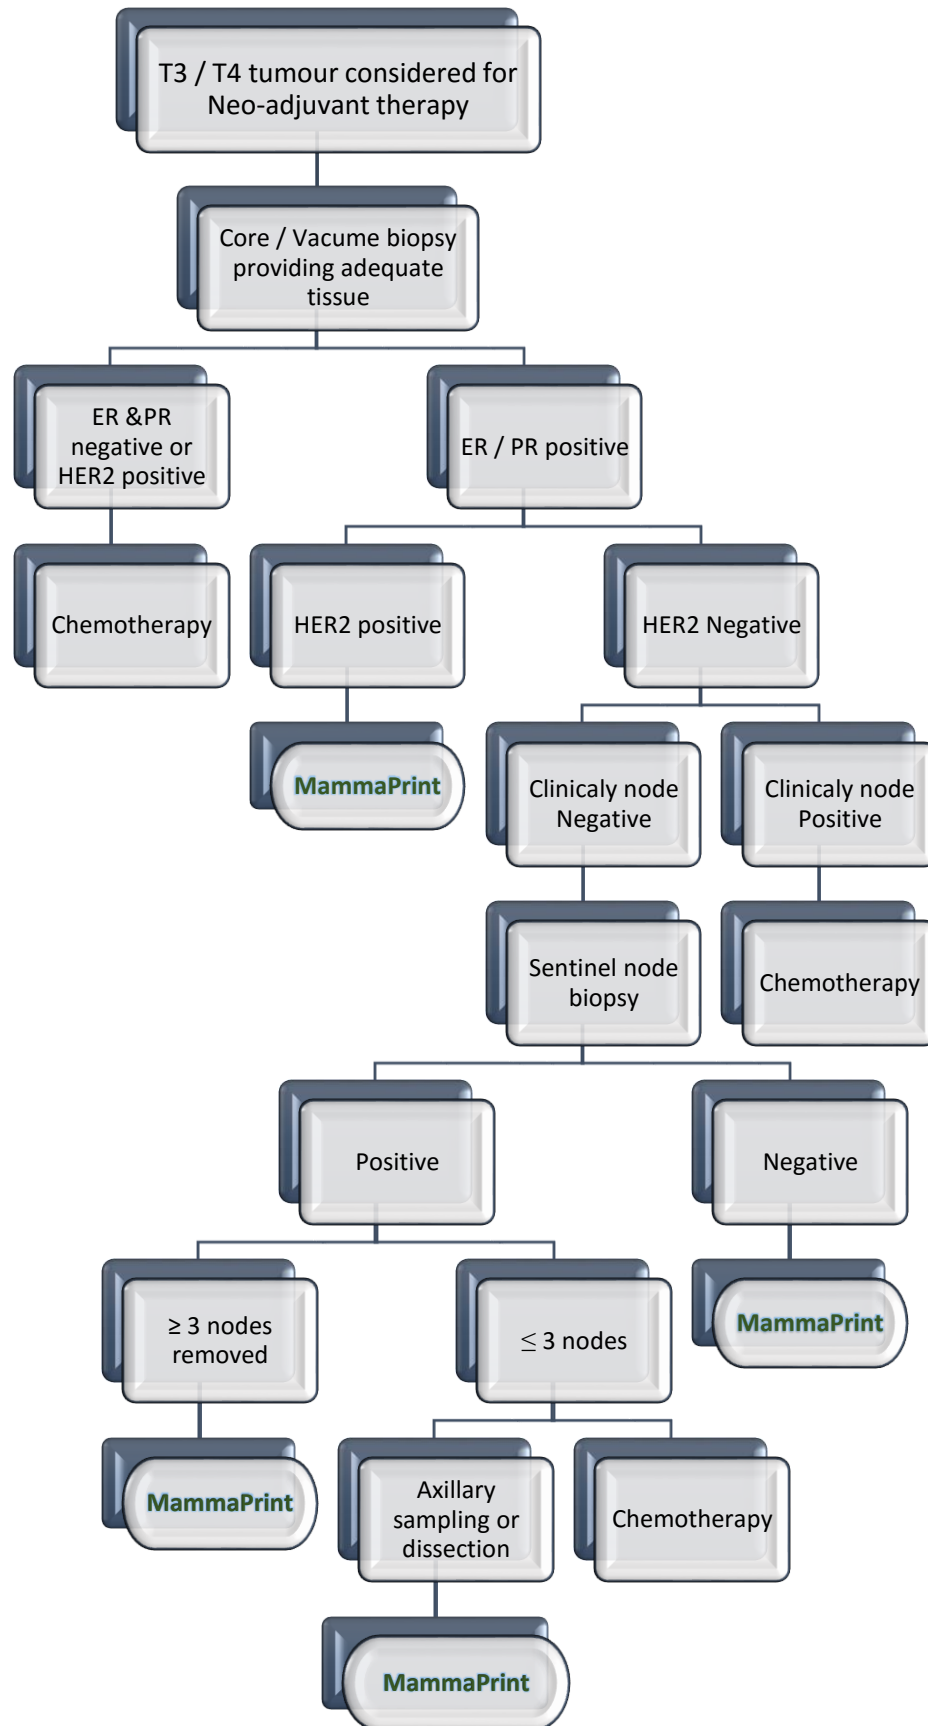 T3 / T4 tumour considered for
Neo-adjuvant therapy
Core / Vacume biopsy
providing adequate
tissue
ER &PR
negative or
HER2 positive
ER / PR positive
Chemotherapy
HER2 positive
HER2 Negative
MammaPrint
Clinicaly node
Negative
Clinicaly node
Positive
Sentinel node
biopsy
Chemotherapy
Positive
Negative
≥ 3 nodes
removed
≤ 3 nodes
MammaPrint
MammaPrint
Axillary
sampling or
dissection
Chemotherapy
MammaPrint